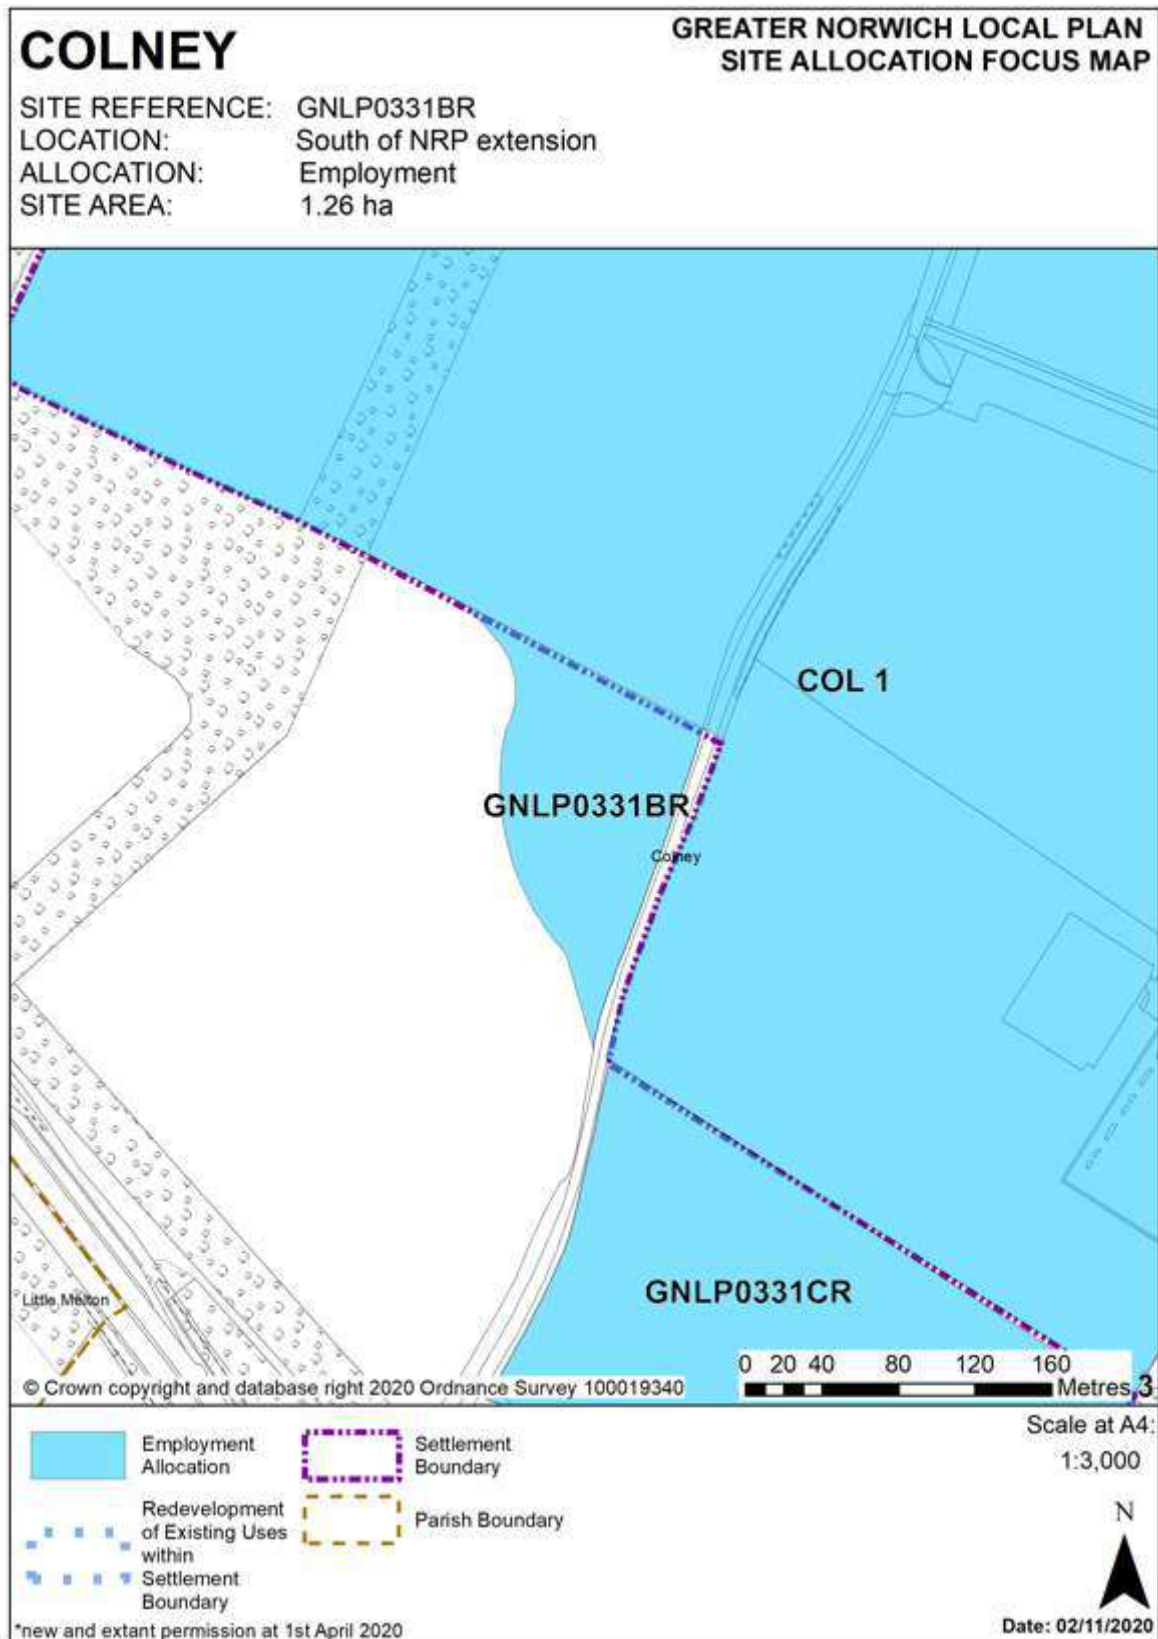 COLNEY
GREATER NORWICH LOCAL PLAN
SITE ALLOCATION FOCUS MAP
SITE REFERENCE: GNLP0331BR
LOCATION: South of NRP extension
ALLOCATION: Employment
SITE AREA: 1.26 ha
COL 1
GNLP0331BR
Colney
GNLP0331CR
Little Melton
0 20 40 80 120 160
Metres 3
© Crown copyright and database right 2020 Ordnance Survey 100019340
Employment
Allocation
Settlement
Boundary
Redevelopment
of Existing Uses
within
Settlement
Boundary
Parish Boundary
Scale at A4:
1:3,000
N
*new and extant permission at 1st April 2020
Date: 02/11/2020